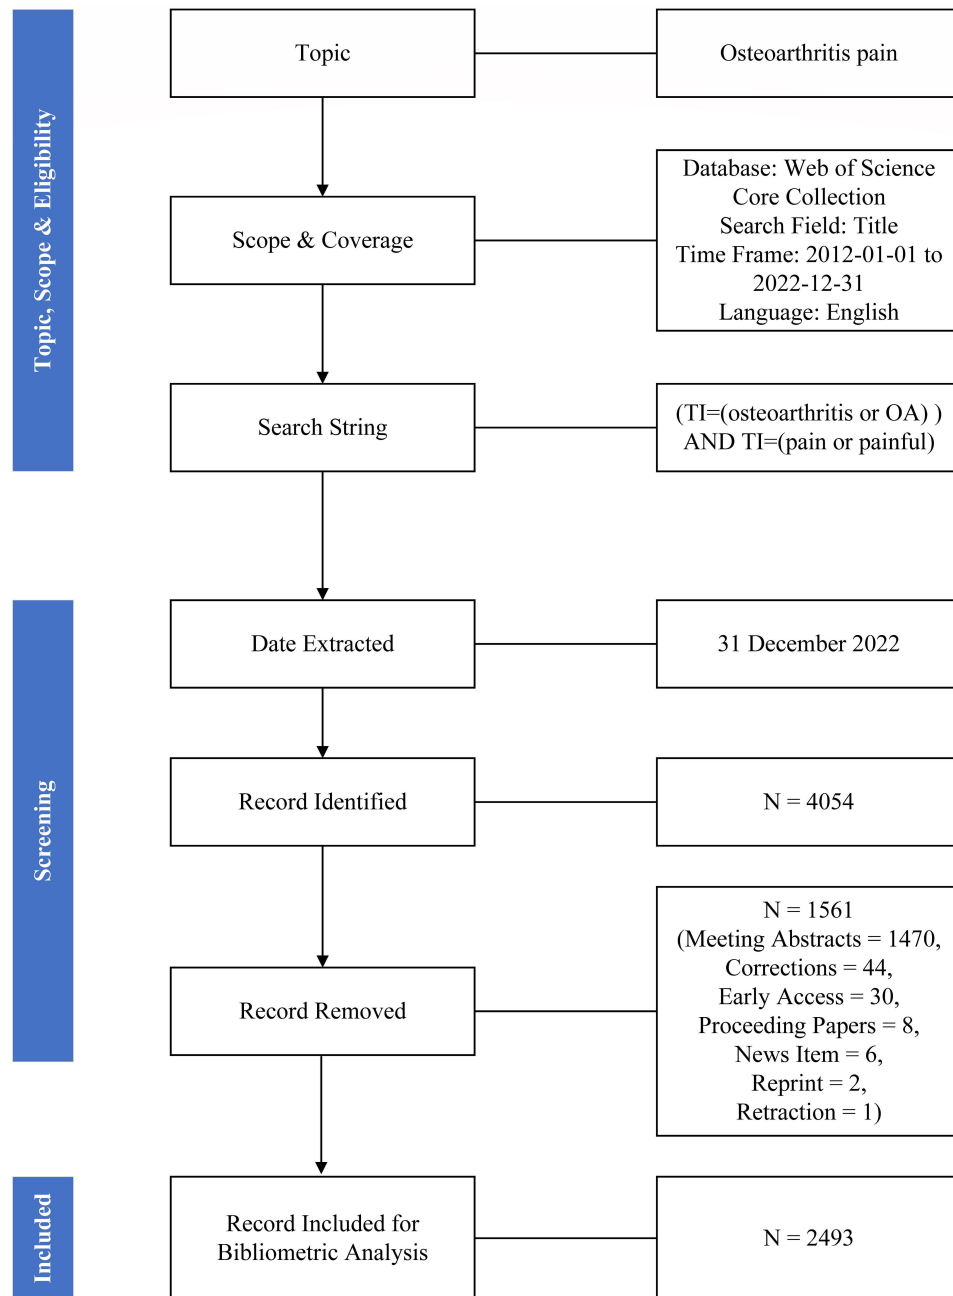 Topic, Scope & Eligibility
Topic
Osteoarthritis pain
Scope & Coverage
Database: Web of Science
Core Collection
Search Field: Title
Time Frame: 2012-01-01 to
2022-12-31
Language: English
Search String
(TI=(osteoarthritis or OA) )
AND TI=(pain or painful)
Screening
Date Extracted
31 December 2022
Record Identified
N = 4054
Record Removed
N = 1561
(Meeting Abstracts = 1470,
Corrections = 44,
Early Access = 30,
Proceeding Papers = 8,
News Item = 6,
Reprint = 2,
Retraction = 1)
Included
Record Included for
Bibliometric Analysis
N = 2493